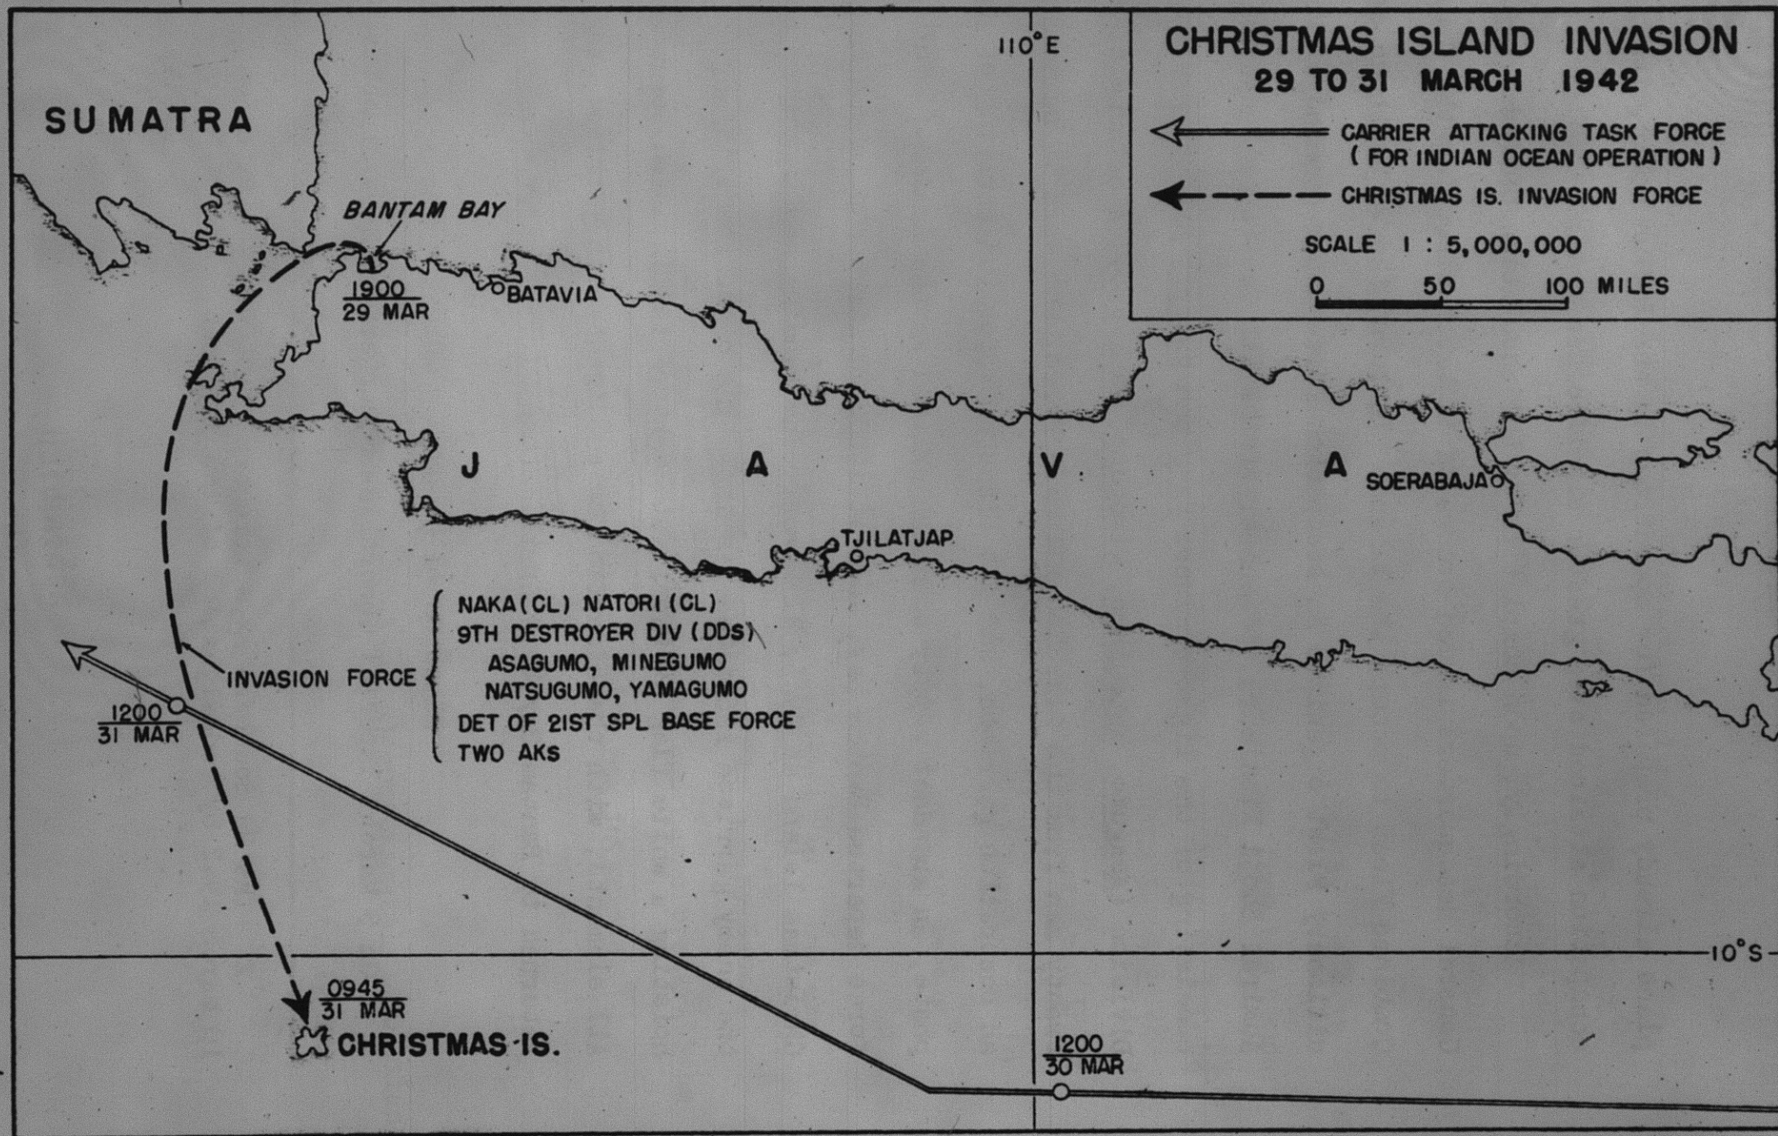 CHRISTMAS ISLAND INVASION
29 TO 31 MARCH 1942
CARRIER ATTACKING TASK FORCE
(FOR INDIAN OCEAN OPERATION)
CHRISTMAS IS. INVASION FORCE
SCALE 1 : 5,000,000
0 50 100 MILES
110°E
SUMATRA
BANTAM BAY
1900
29 MAR
BATAVIA
J A V A
SOERABAJA
TJILATJAP
INVASION FORCE
NAKA (CL) NATORI (CL)
9TH DESTROYER DIV (DDs)
ASAGUMO, MINEGUMO
NATSUGUMO, YAMAGUMO
DET OF 21ST SPL BASE FORCE
TWO AKs
1200
31 MAR
10°S
0945
31 MAR
CHRISTMAS IS.
1200
30 MAR